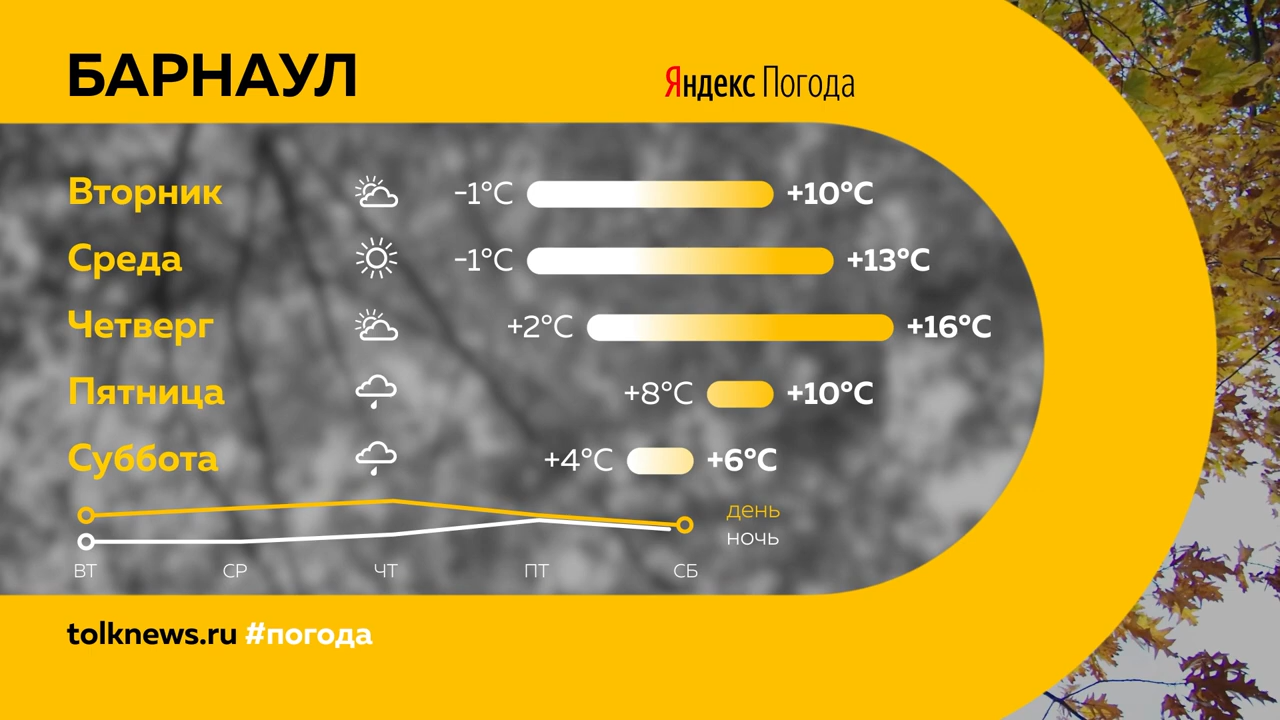 БАРНАУЛ
Яндекс Погода
Вторник -1°C +10°C
Среда -1°C +13°C
Четверг +2°C +16°C
Пятница +8°C +10°C
Суббота +4°C +6°C
день
ночь
ВТ СР ЧТ ПТ СБ
tolknews.ru #погода